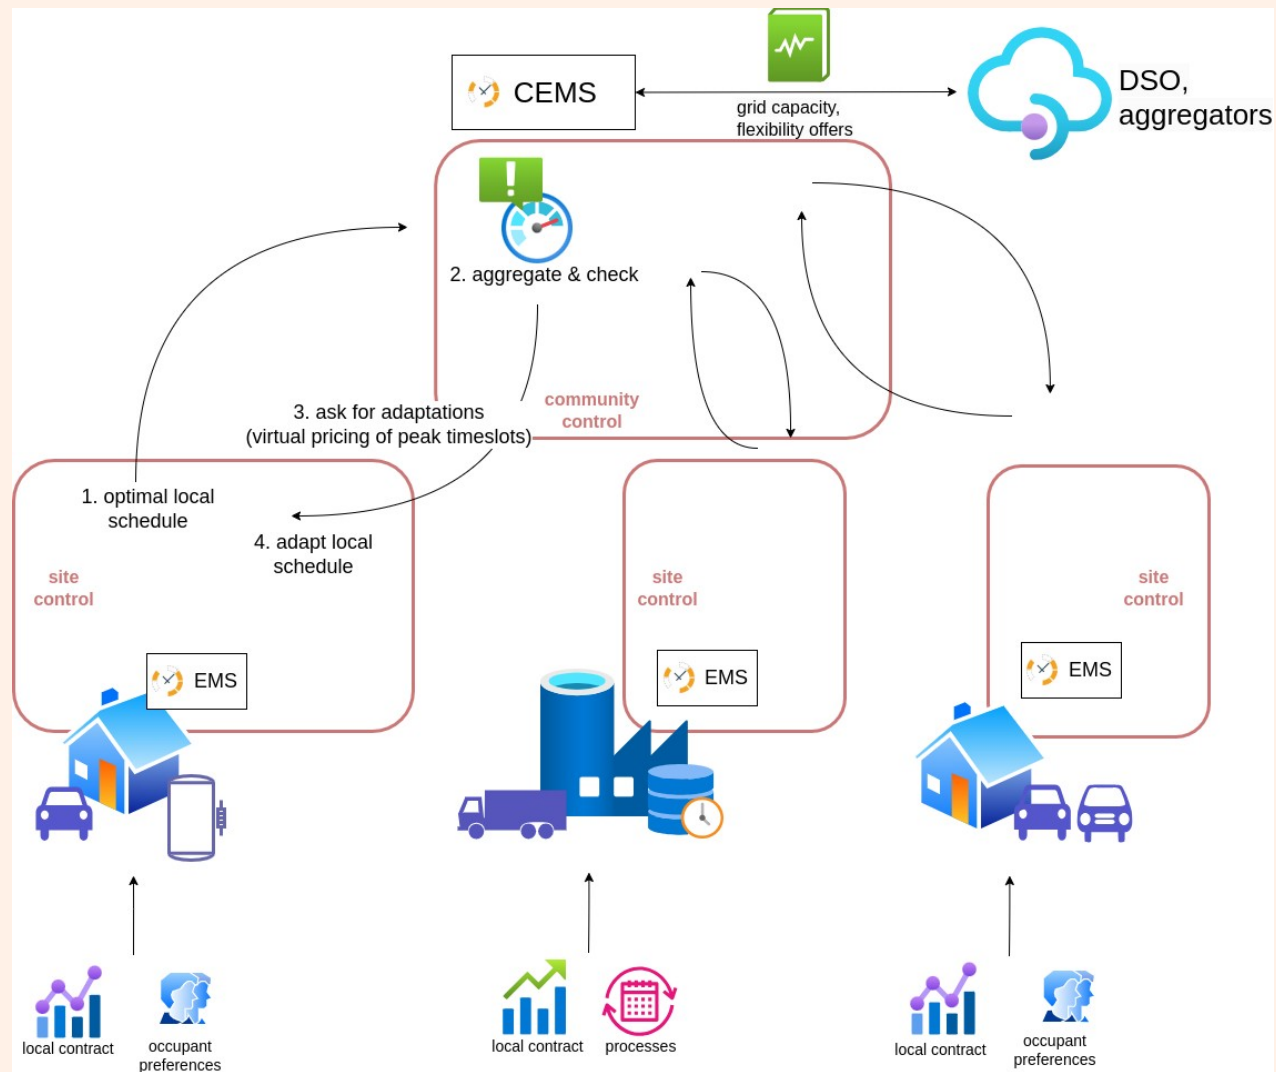 CEMS
grid capacity,
flexibility offers
DSO,
aggregators
2. aggregate & check
community
control
3. ask for adaptations
(virtual pricing of peak timeslots)
1. optimal local
schedule
4. adapt local
schedule
site
control
site
control
site
control
EMS
EMS
EMS
local contract
occupant
preferences
local contract
processes
local contract
occupant
preferences